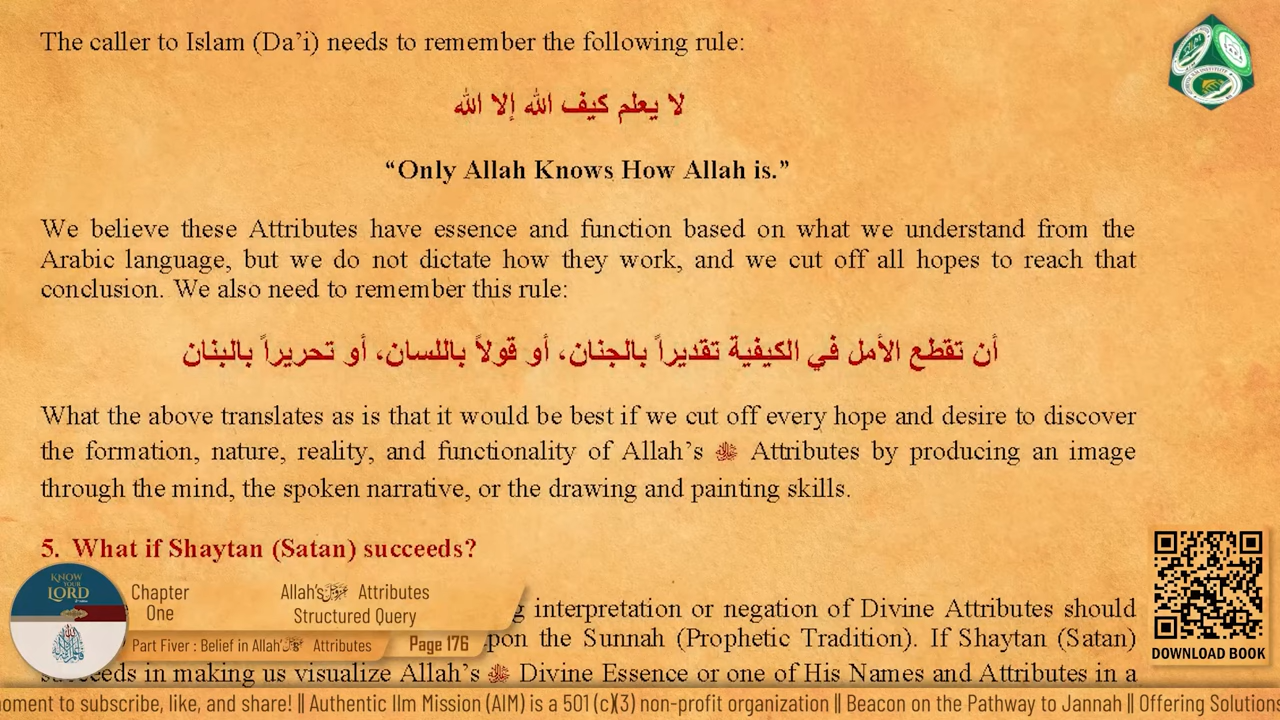 The caller to Islam (Da’i) needs to remember the following rule:
لا يعلم كيف الله إلا الله
“Only Allah Knows How Allah is.”
We believe these Attributes have essence and function based on what we understand from the
Arabic language, but we do not dictate how they work, and we cut off all hopes to reach that
conclusion. We also need to remember this rule:
أن تقطع الأمل في الكيفية تقديراً بالجنان، أو قولاً باللسان، أو تحريراً بالبنان
What the above translates as is that it would be best if we cut off every hope and desire to discover
the formation, nature, reality, and functionality of Allah’s ﷻ Attributes by producing an image
through the mind, the spoken narrative, or the drawing and painting skills.
5. What if Shaytan (Satan) succeeds?
interpretation or negation of Divine Attributes should
the Sunnah (Prophetic Tradition). If Shaytan (Satan)
in making us visualize Allah’s ﷻ Divine Essence or one of His Names and Attributes in a
KNOW
YOUR
LORD
Chapter
One
Allah’s ﷻ Attributes
Structured Query
Part Fiver : Belief in Allah’ ﷻ Attributes
Page 176
DOWNLOAD BOOK
to subscribe, like, and share! || Authentic Ilm Mission (AIM) is a 501 (c)(3) non-profit organization || Beacon on the Pathway to Jannah || Offering Solutions